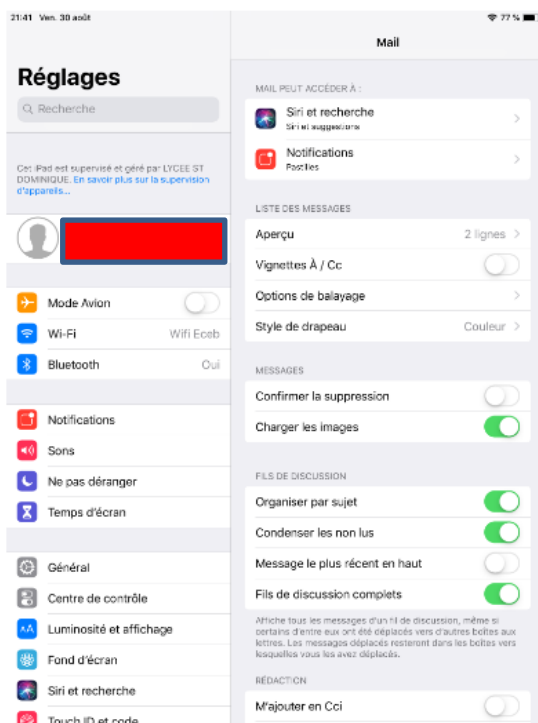 21:41 Ven. 30 août
77 %
Réglages
Recherche
Cet iPad est supervisé et géré par LYCEE ST
DOMINIQUE. En savoir plus sur la supervision
d'appareils...
Mode Avion
Wi-Fi Wifi Eceb
Bluetooth Oui
Notifications
Sons
Ne pas déranger
Temps d'écran
Général
Centre de contrôle
AA Luminosité et affichage
Fond d'écran
Siri et recherche
Touch ID et code
Mail
MAIL PEUT ACCÉDER À :
Siri et recherche
Siri et suggestions
Notifications
Pastilles
LISTE DES MESSAGES
Aperçu 2 lignes
Vignettes À / Cc
Options de balayage
Style de drapeau Couleur
MESSAGES
Confirmer la suppression
Charger les images
FILS DE DISCUSSION
Organiser par sujet
Condenser les non lus
Message le plus récent en haut
Fils de discussion complets
Affiche tous les messages d'un fil de discussion, même si
certains d'entre eux ont été déplacés vers d'autres boîtes aux
lettres. Les messages déplacés resteront dans les boîtes vers
lesquelles vous les avez déplacés.
RÉDACTION
M'ajouter en Cci